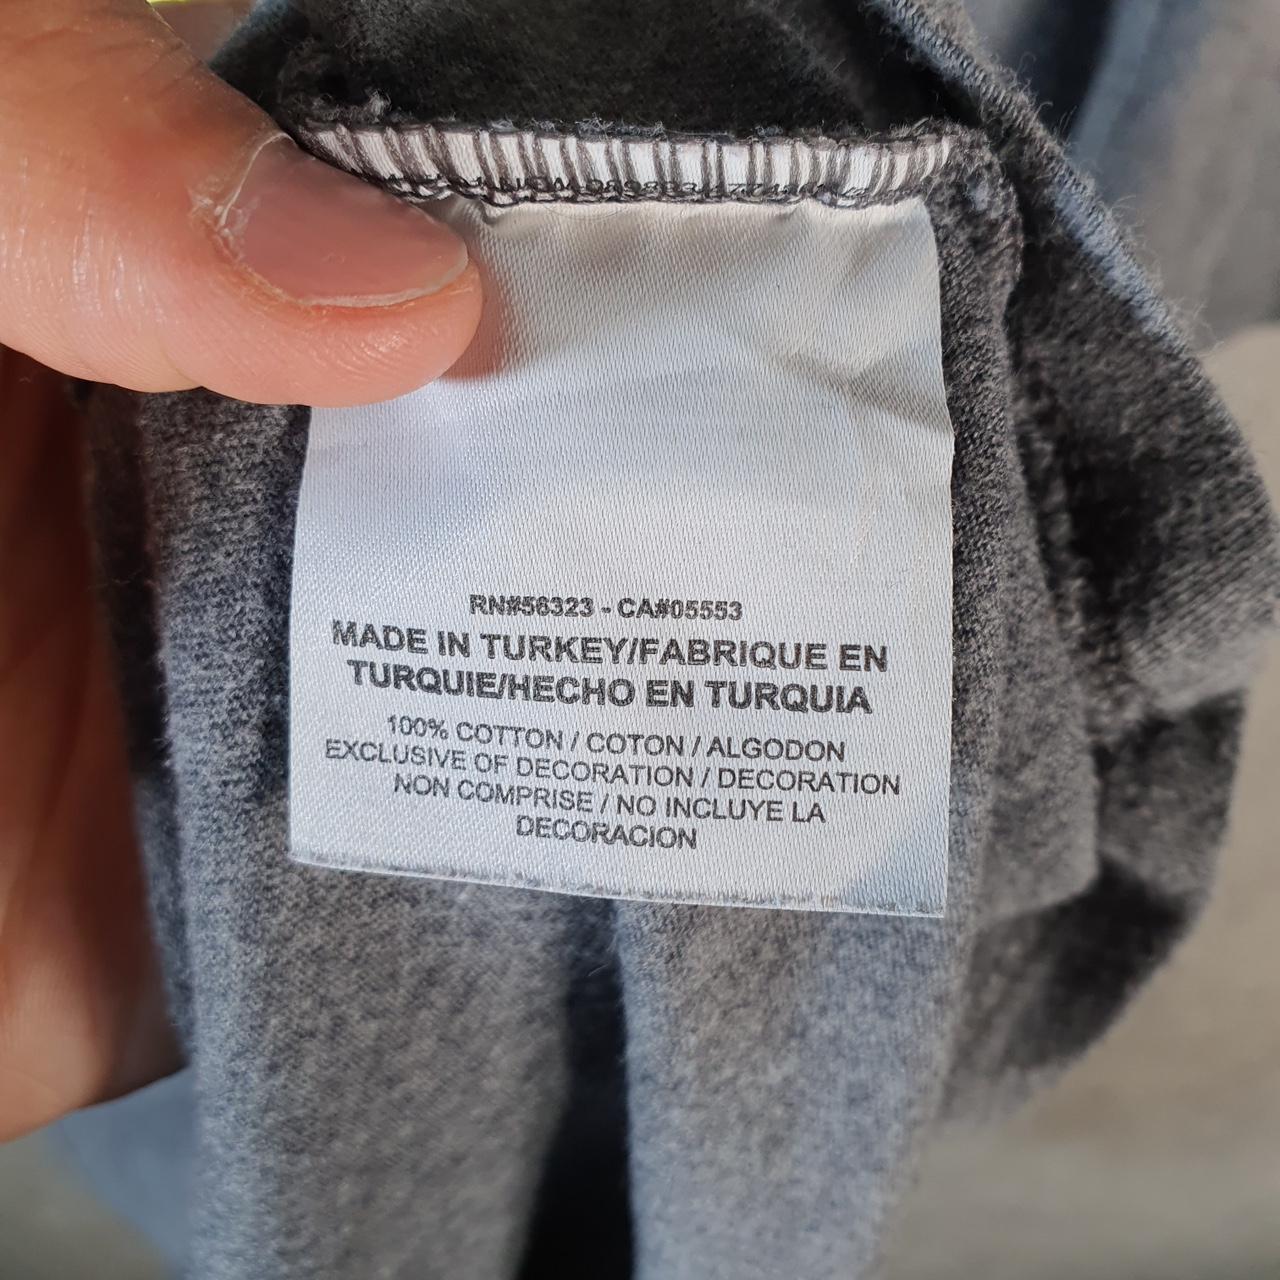 RN#56323 - CA#05553
MADE IN TURKEY/FABRIQUE EN
TURQUIE/HECHO EN TURQUIA
100% COTTON / COTON / ALGODON
EXCLUSIVE OF DECORATION / DECORATION
NON COMPRISE / NO INCLUYE LA
DECORACION